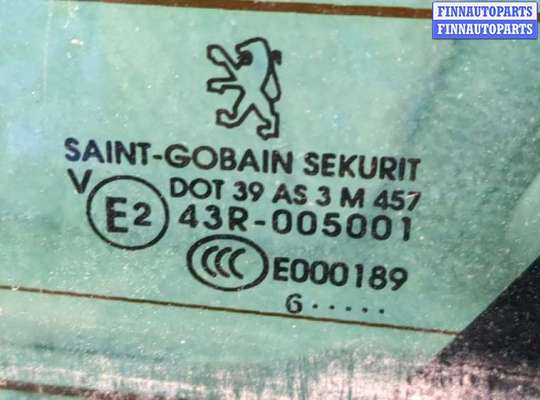 FINNAUTOPARTS
FINNAUTOPARTS
SAINT-GOBAIN SEKURIT
V DOT 39 AS 3 M 457
E2 43R-005001
CCC E000189
6·····